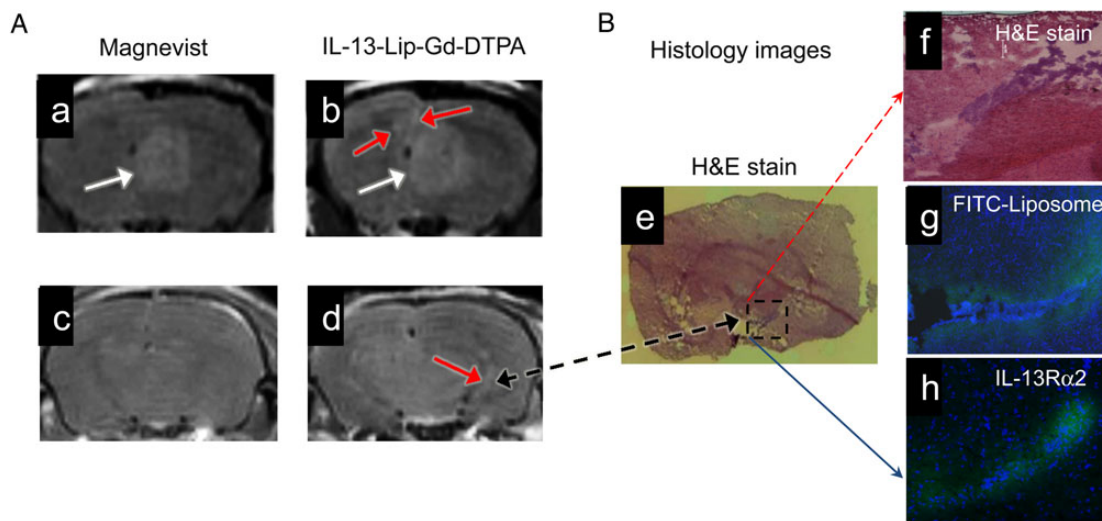 A
B
Magnevist
IL-13-Lip-Gd-DTPA
Histology images
a
b
c
d
H&E stain
e
f
H&E stain
g
FITC-Liposome
h
IL-13Rα2